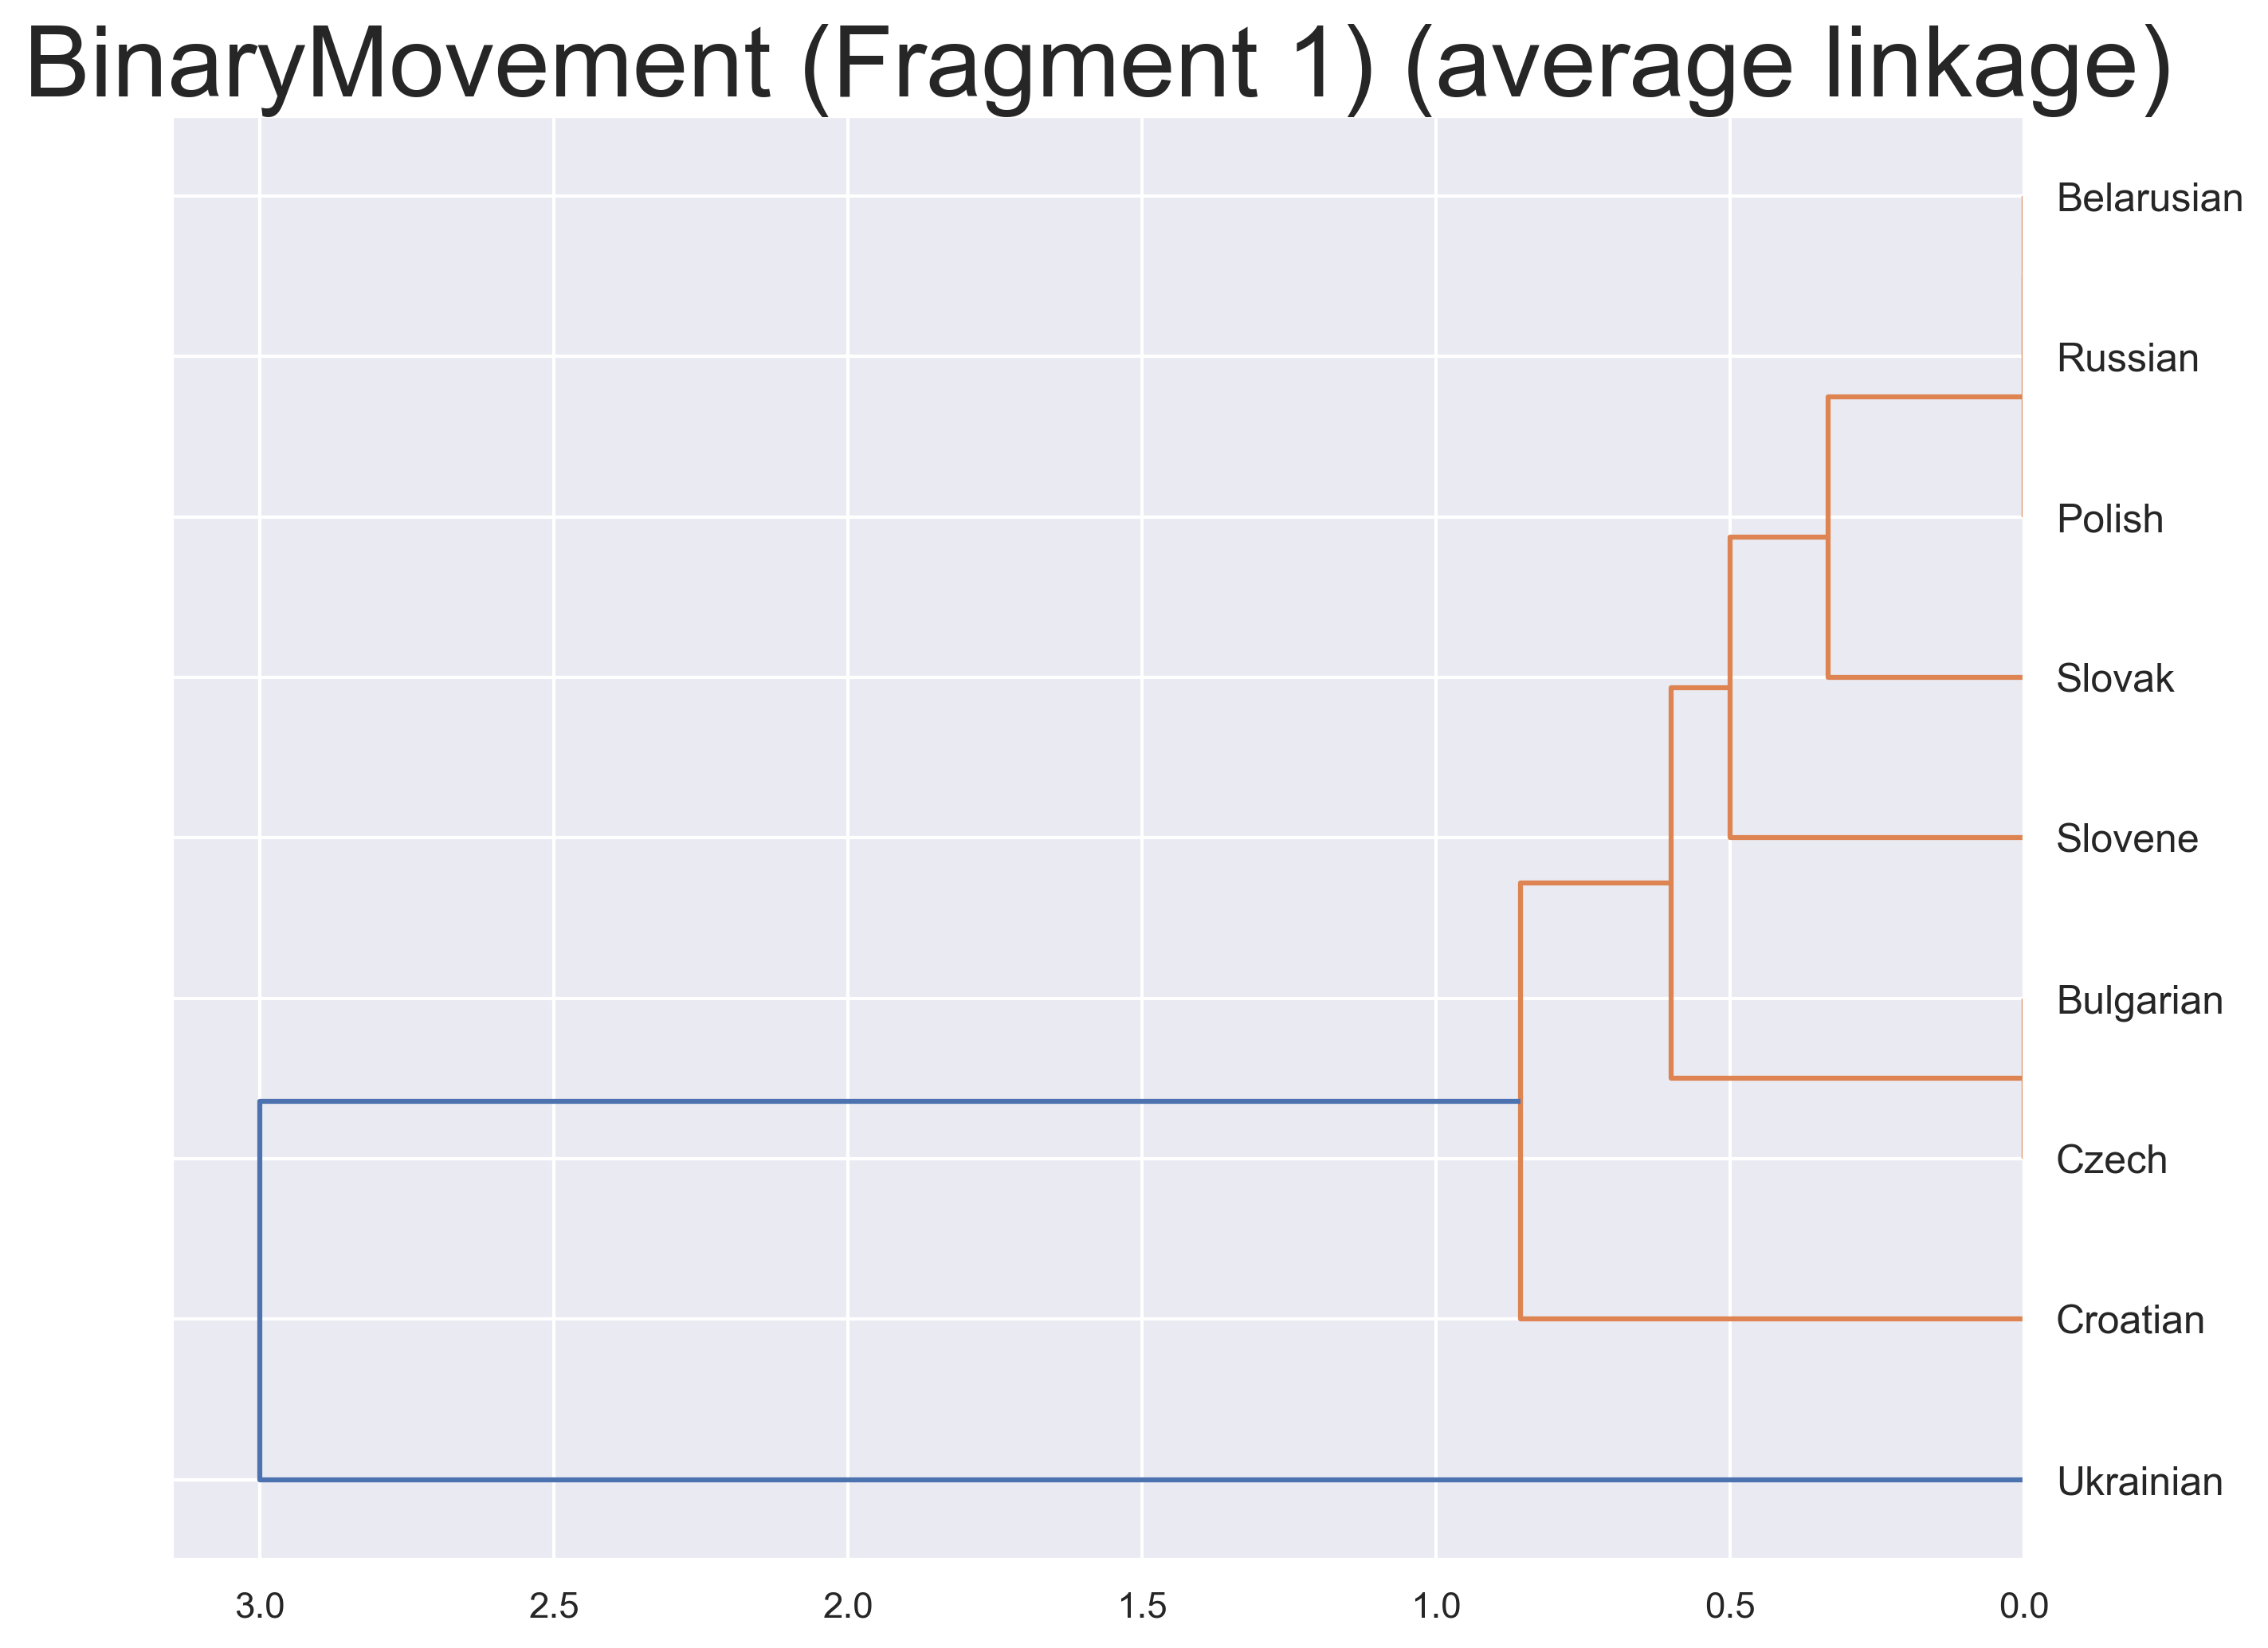 BinaryMovement (Fragment 1) (average linkage)
Belarusian
Russian
Polish
Slovak
Slovene
Bulgarian
Czech
Croatian
Ukrainian
3.0 2.5 2.0 1.5 1.0 0.5 0.0